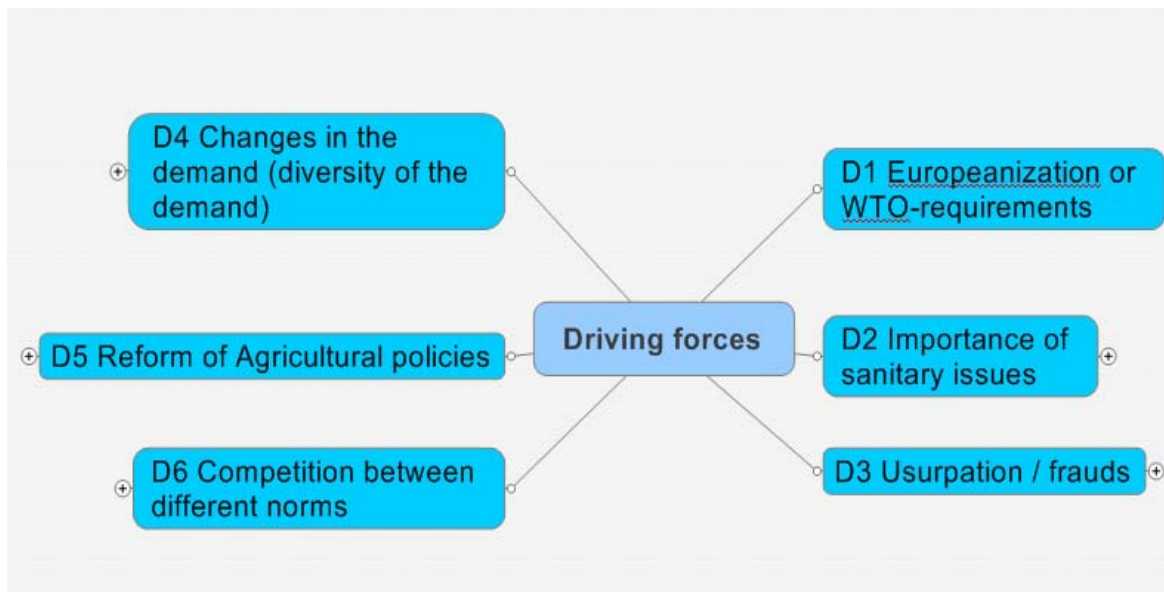 D4 Changes in the
demand (diversity of the
demand)
D1 Europeanization or
WTO-requirements
Driving forces
D5 Reform of Agricultural policies
D2 Importance of
sanitary issues
D6 Competition between
different norms
D3 Usurpation / frauds